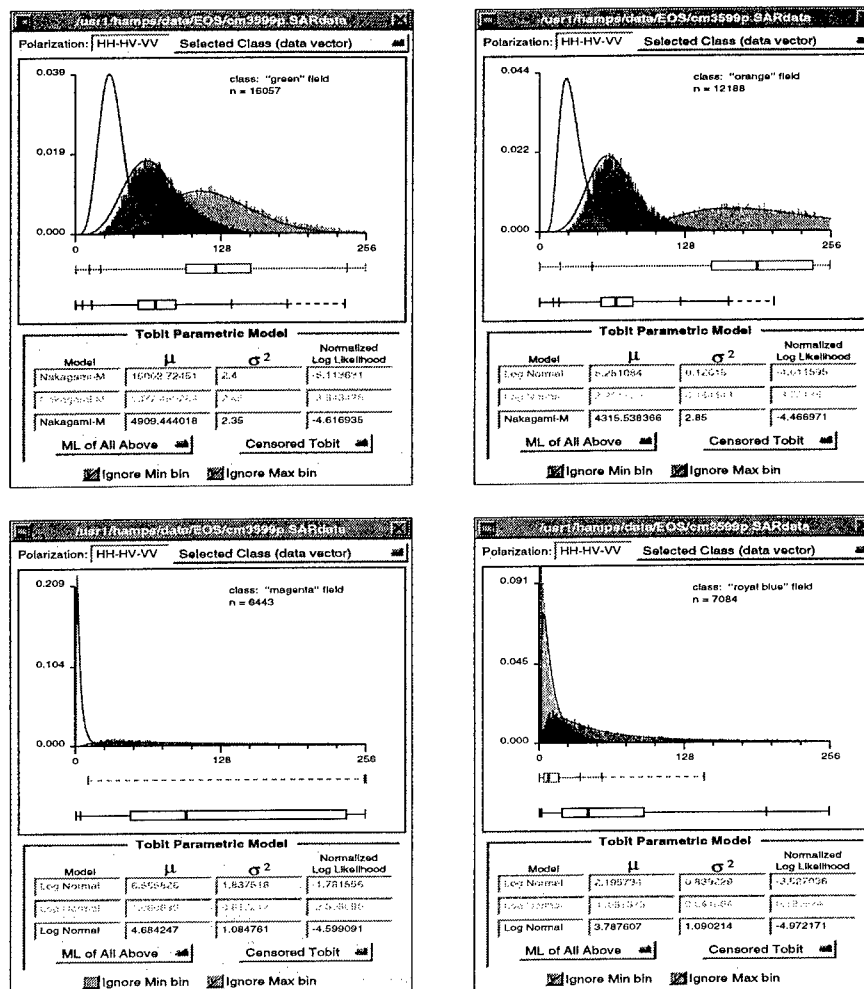 /usr1/hamps/data/EOS/cm3599p.SARdata
Polarization: HH-HV-VV Selected Class (data vector)
0.039
class: "green" field
n = 16057
0.019
0.000
0 128 256
Tobit Parametric Model
Model μ σ² Normalized Log Likelihood
Nakagami-M 2.4
Nakagami-M 4909.444018 2.35 -4.616935
ML of All Above Censored Tobit
Ignore Min bin Ignore Max bin
/usr1/hamps/data/EOS/cm3599p.SARdata
Polarization: HH-HV-VV Selected Class (data vector)
0.044
class: "orange" field
n = 12188
0.022
0.000
0 128 256
Tobit Parametric Model
Model μ σ² Normalized Log Likelihood
Log Normal
Nakagami-M 4315.538366 2.85 -4.466971
ML of All Above Censored Tobit
Ignore Min bin Ignore Max bin
/usr1/hamps/data/EOS/cm3599p.SARdata
Polarization: HH-HV-VV Selected Class (data vector)
0.209
class: "magenta" field
n = 6443
0.104
0.000
0 128 256
Tobit Parametric Model
Model μ σ² Normalized Log Likelihood
Log Normal
Log Normal 4.684247 1.084761 -4.599091
ML of All Above Censored Tobit
Ignore Min bin Ignore Max bin
/usr1/hamps/data/EOS/cm3599p.SARdata
Polarization: HH-HV-VV Selected Class (data vector)
0.091
class: "royal blue" field
n = 7084
0.045
0.000
0 128 256
Tobit Parametric Model
Model μ σ² Normalized Log Likelihood
Log Normal
Log Normal 3.787607 1.090214 -4.972171
ML of All Above Censored Tobit
Ignore Min bin Ignore Max bin